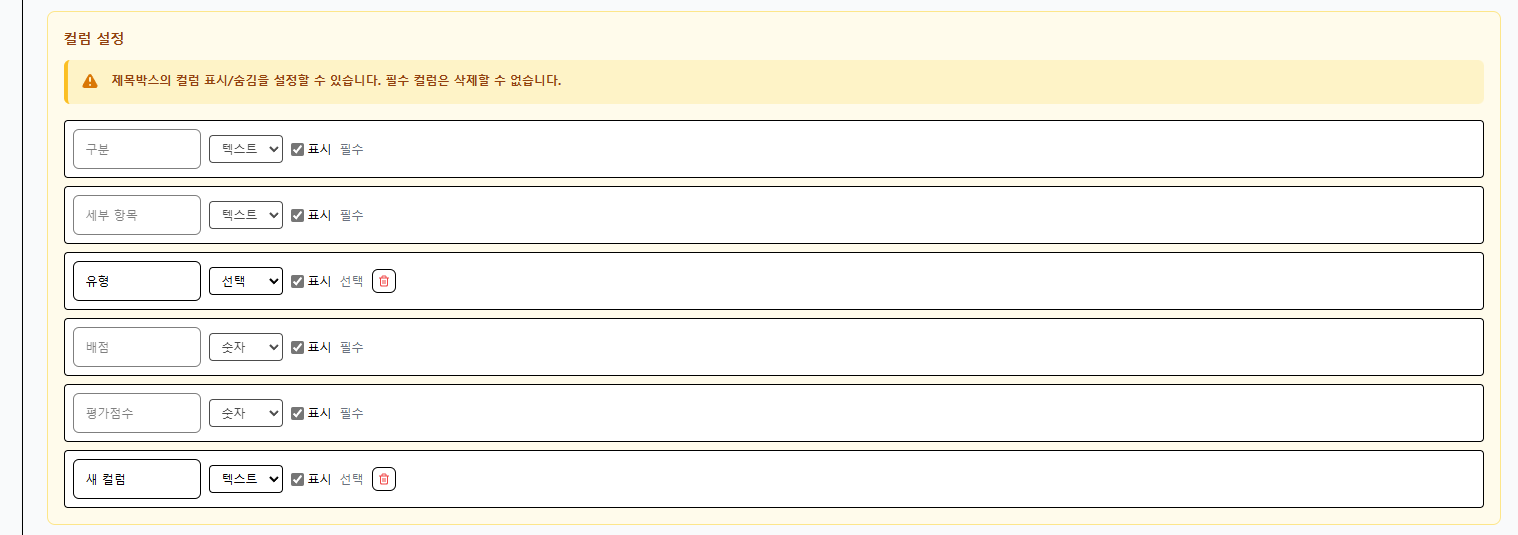 컬럼 설정
제목박스의 컬럼 표시/숨김을 설정할 수 있습니다. 필수 컬럼은 삭제할 수 없습니다.
구분 텍스트 표시 필수
세부 항목 텍스트 표시 필수
유형 선택 표시 선택
배점 숫자 표시 필수
평가점수 숫자 표시 필수
새 컬럼 텍스트 표시 선택